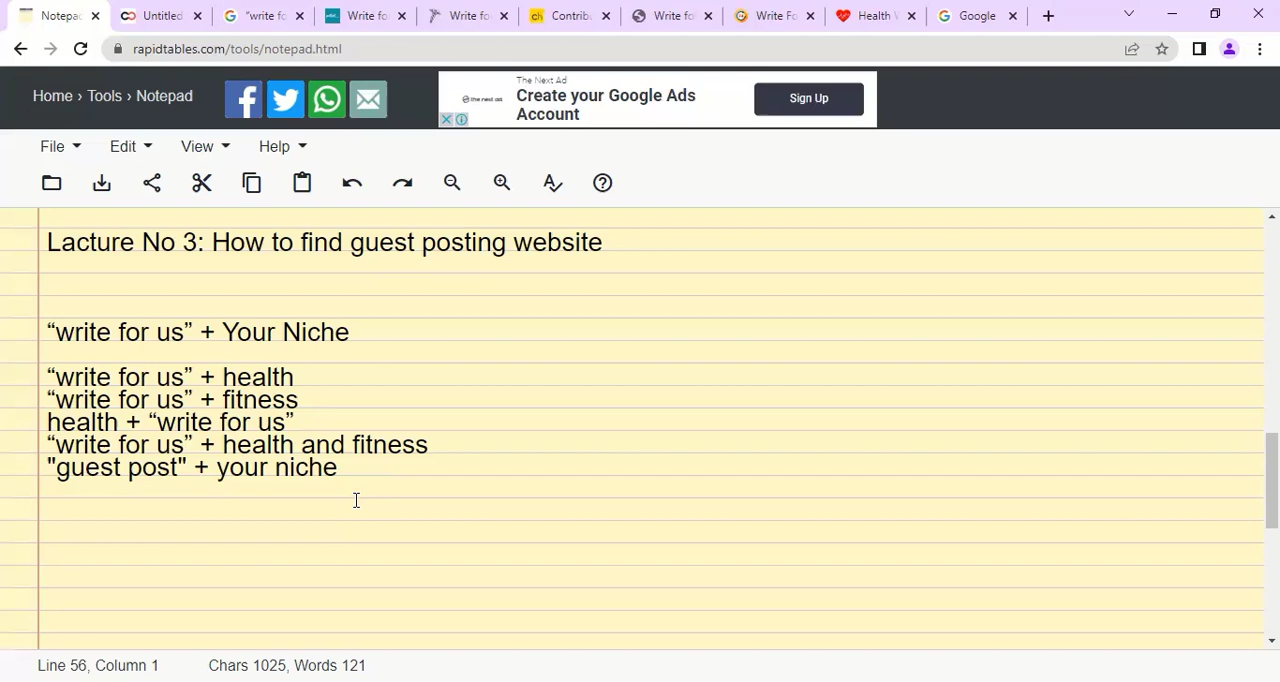 Notepad
Untitled
"write fo
Write fo
Write fo
ch
Contrib
Write fo
Write Fo
Health
Google
rapidtables.com/tools/notepad.html
Home › Tools › Notepad
the next ad
The Next Ad
Create your Google Ads
Account
Sign Up
File
Edit
View
Help
Lacture No 3: How to find guest posting website
“write for us” + Your Niche
“write for us” + health
“write for us” + fitness
health + “write for us”
“write for us” + health and fitness
"guest post" + your niche
Line 56, Column 1
Chars 1025, Words 121